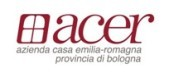 acer
azienda casa emilia-romagna
provincia di bologna